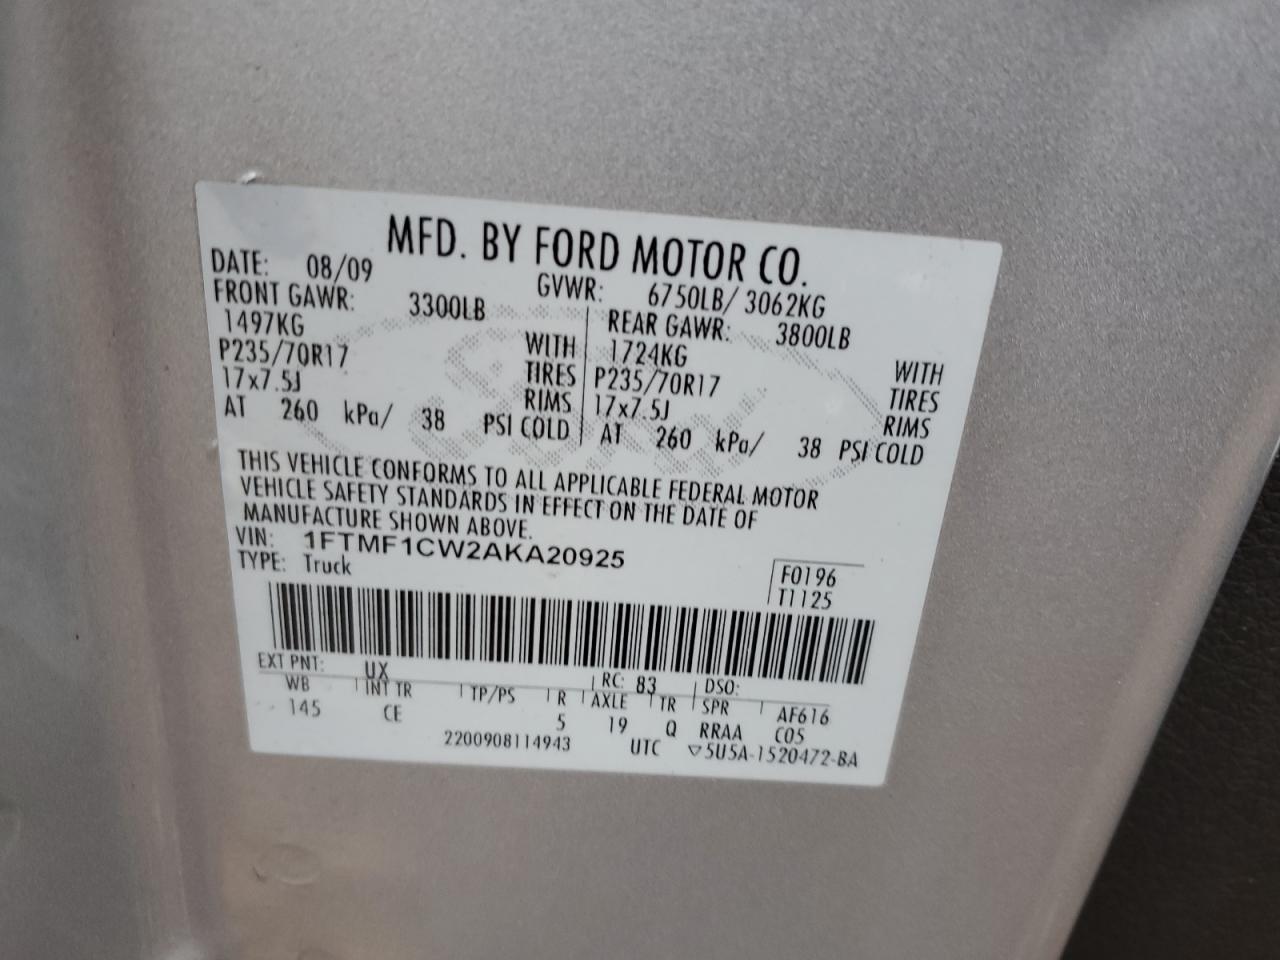 MFD. BY FORD MOTOR CO.
DATE: 08/09 GVWR: 6750LB/ 3062KG
FRONT GAWR: 3300LB REAR GAWR: 3800LB
1497KG WITH 1724KG WITH
P235/70R17 TIRES P235/70R17 TIRES
17x7.5J RIMS 17x7.5J RIMS
AT 260 kPa/ 38 PSI COLD AT 260 kPa/ 38 PSI COLD
THIS VEHICLE CONFORMS TO ALL APPLICABLE FEDERAL MOTOR
VEHICLE SAFETY STANDARDS IN EFFECT ON THE DATE OF
MANUFACTURE SHOWN ABOVE.
VIN: 1FTMF1CW2AKA20925
TYPE: Truck
F0196
T1125
EXT PNT: UX RC: 83 DSO:
WB INT TR TP/PS R AXLE TR SPR AF616
145 CE 5 19 Q RRAA C05
2200908114943 UTC ▽5U5A-1520472-BA